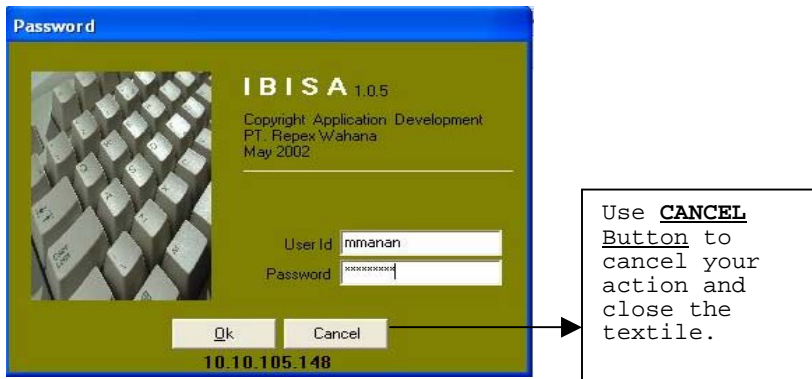 Password
IBISA 1.0.5
Copyright Application Development
PT. Repex Wahana
May 2002
User Id mmanan
Password *********
Ok Cancel
10.10.105.148
Use CANCEL
Button to
cancel your
action and
close the
textile.